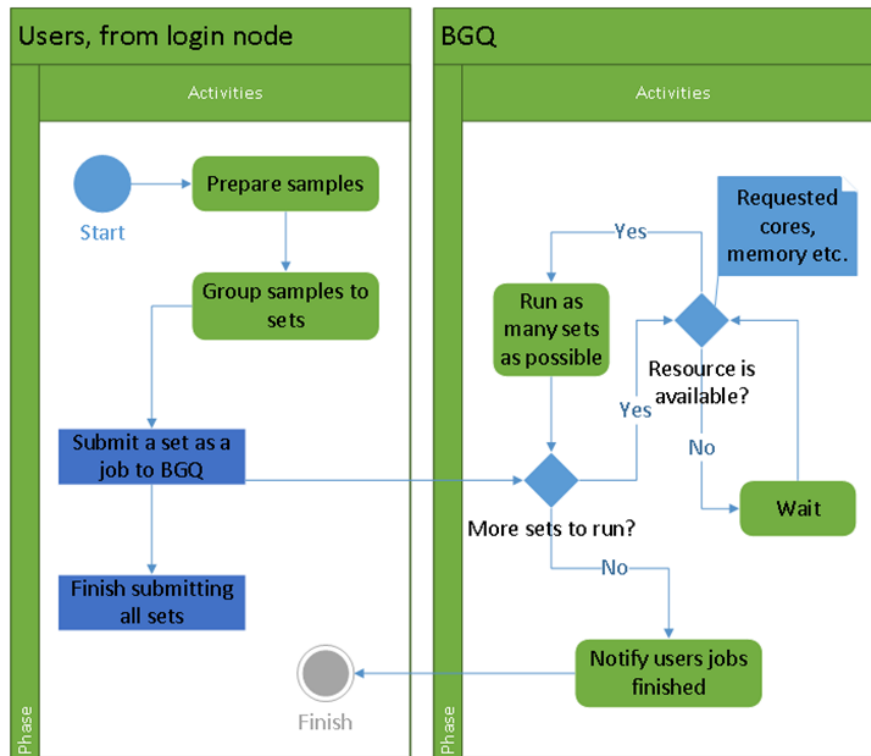 Users, from login node
Activities
Start
Prepare samples
Group samples to
sets
Submit a set as a
job to BGQ
Finish submitting
all sets
Finish
Phase
BGQ
Activities
Requested
cores,
memory etc.
Yes
Run as
many sets
as possible
Resource is
available?
Yes
No
Wait
More sets to run?
No
Notify users jobs
finished
Phase